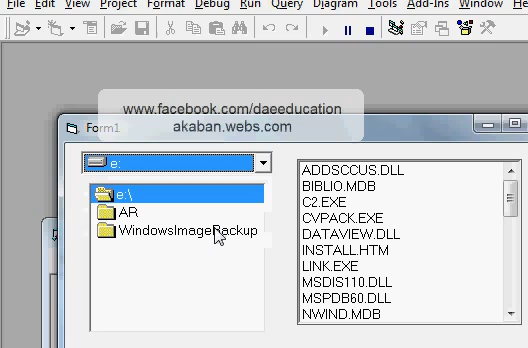 File Edit View Project Format Debug Run Query Diagram Tools Add-Ins Window
www.facebook.com/daeeducation
akaban.webs.com
Form1
e:
e:\
AR
WindowsImageBackup
ADDSCCUS.DLL
BIBLIO.MDB
C2.EXE
CVPACK.EXE
DATAVIEW.DLL
INSTALL.HTM
LINK.EXE
MSDIS110.DLL
MSPDB60.DLL
NWIND.MDB